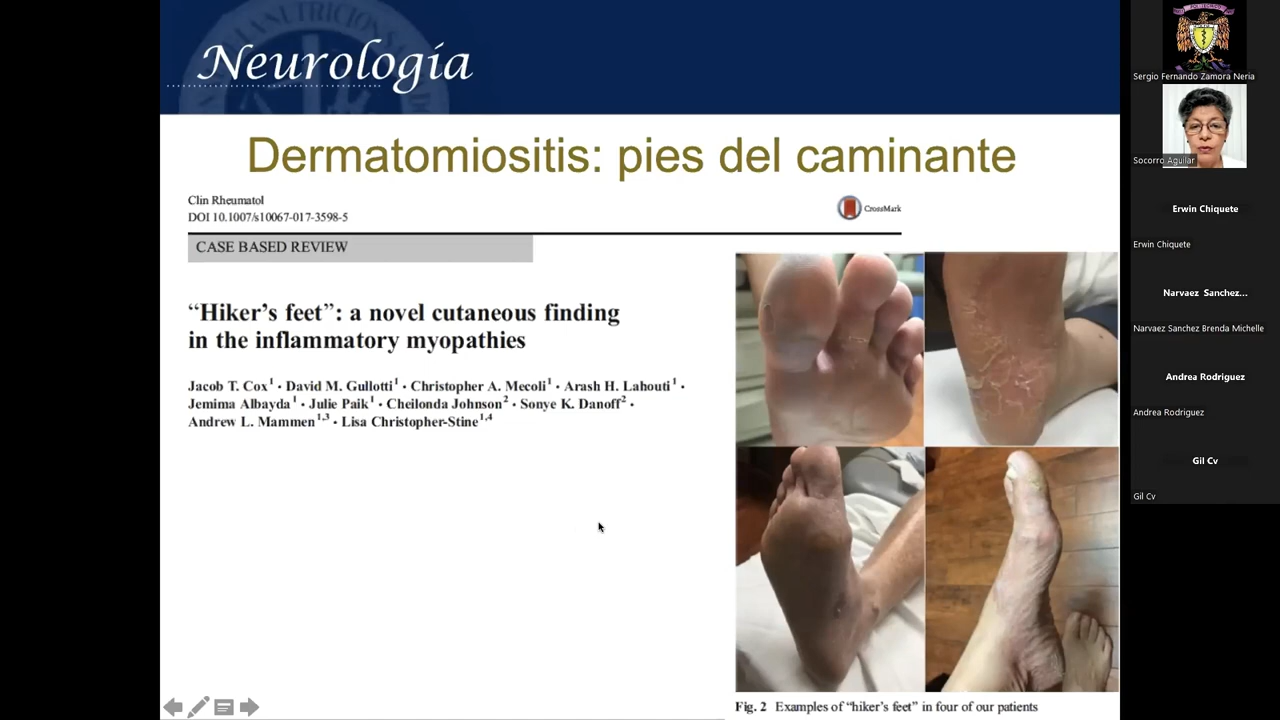 Neurología
Dermatomiositis: pies del caminante
Clin Rheumatol
DOI 10.1007/s10067-017-3598-5
CrossMark
CASE BASED REVIEW
“Hiker’s feet”: a novel cutaneous finding
in the inflammatory myopathies
Jacob T. Cox1 · David M. Gullotti1 · Christopher A. Mecoli1 · Arash H. Lahouti1 ·
Jemima Albayda1 · Julie Paik1 · Cheilonda Johnson2 · Sonye K. Danoff2 ·
Andrew L. Mammen1,3 · Lisa Christopher-Stine1,4
Fig. 2 Examples of “hiker’s feet” in four of our patients
Sergio Fernando Zamora Neria
Socorro Aguilar
Erwin Chiquete
Erwin Chiquete
Narvaez Sanchez...
Narvaez Sanchez Brenda Michelle
Andrea Rodriguez
Andrea Rodriguez
Gil Cv
Gil Cv